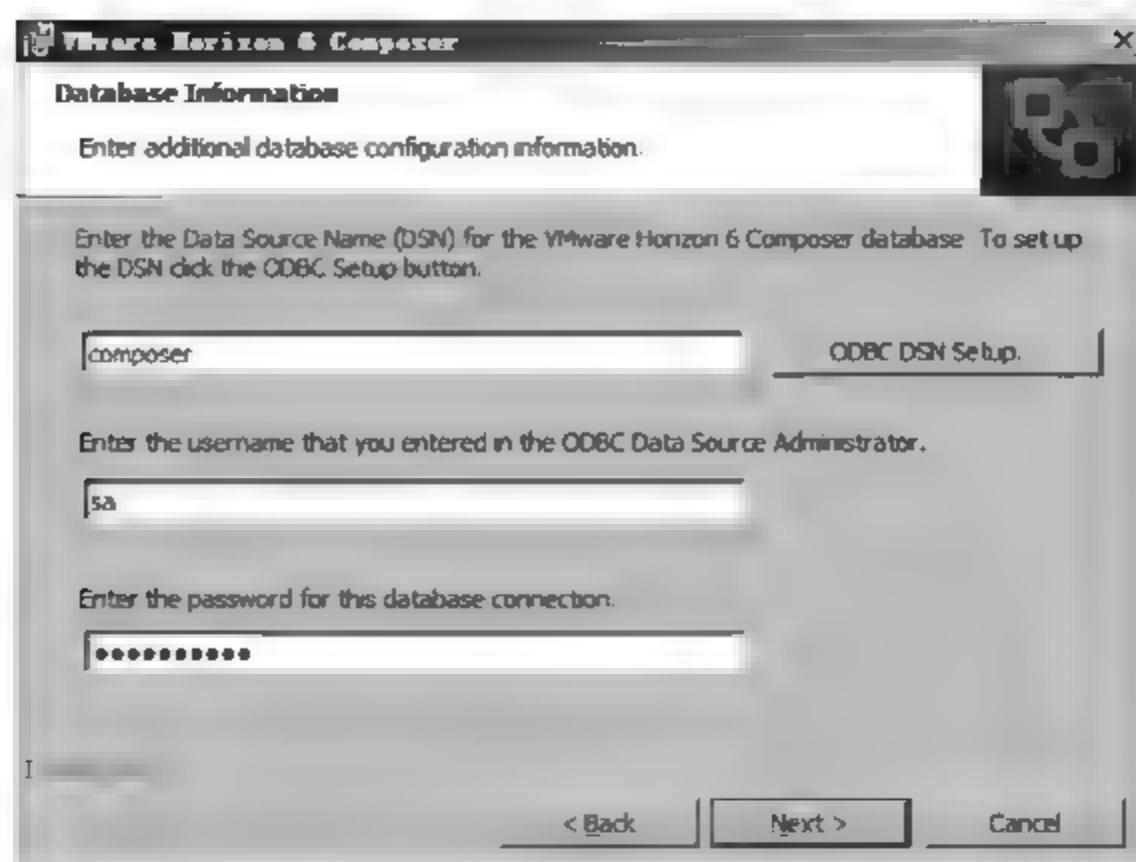 VMware Horizon 6 Composer
Database Information
Enter additional database configuration information.
Enter the Data Source Name (DSN) for the VMware Horizon 6 Composer database. To set up
the DSN click the ODBC Setup button.
composer
ODBC DSN Setup.
Enter the username that you entered in the ODBC Data Source Administrator.
sa
Enter the password for this database connection.
••••••••••
< Back
Next >
Cancel